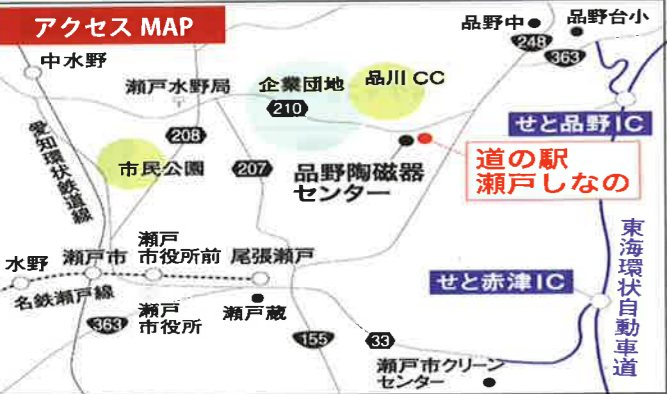 アクセス MAP
品野中
品野台小
248
363
中水野
瀬戸水野局
企業団地
品川 CC
210
せと品野IC
愛知環状鉄道線
208
市民公園
207
品野陶磁器
センター
道の駅
瀬戸しなの
水野
瀬戸市
瀬戸
市役所前
尾張瀬戸
せと赤津IC
東海環状自動車道
名鉄瀬戸線
363
瀬戸
市役所
瀬戸蔵
155
33
瀬戸市クリーン
センター